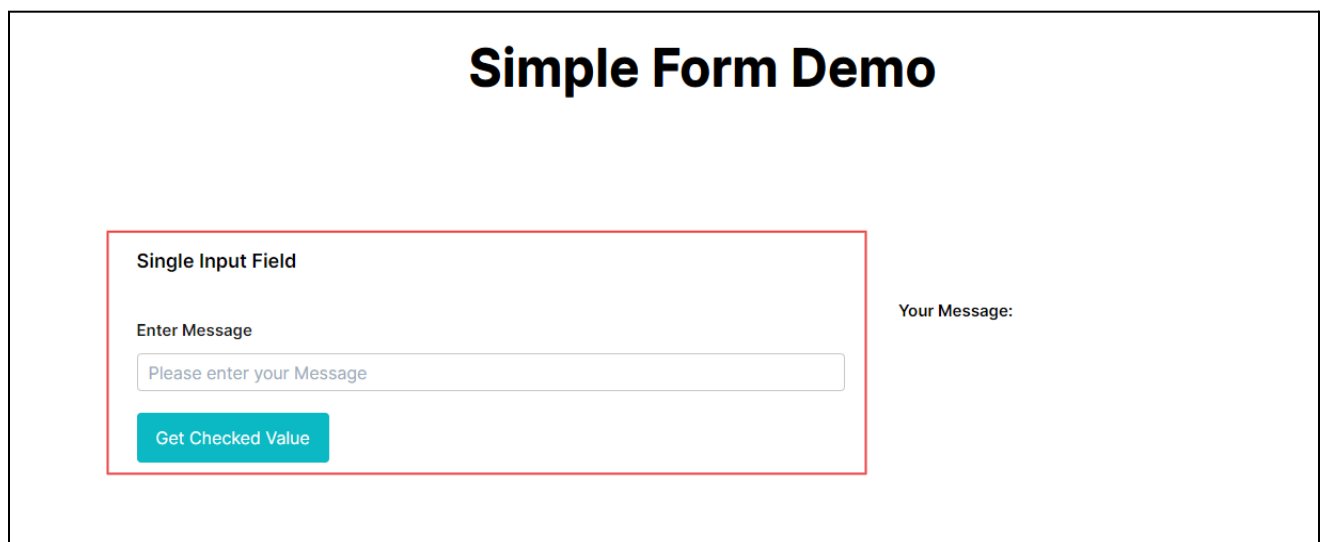 Simple Form Demo
Single Input Field
Enter Message
Please enter your Message
Get Checked Value
Your Message: